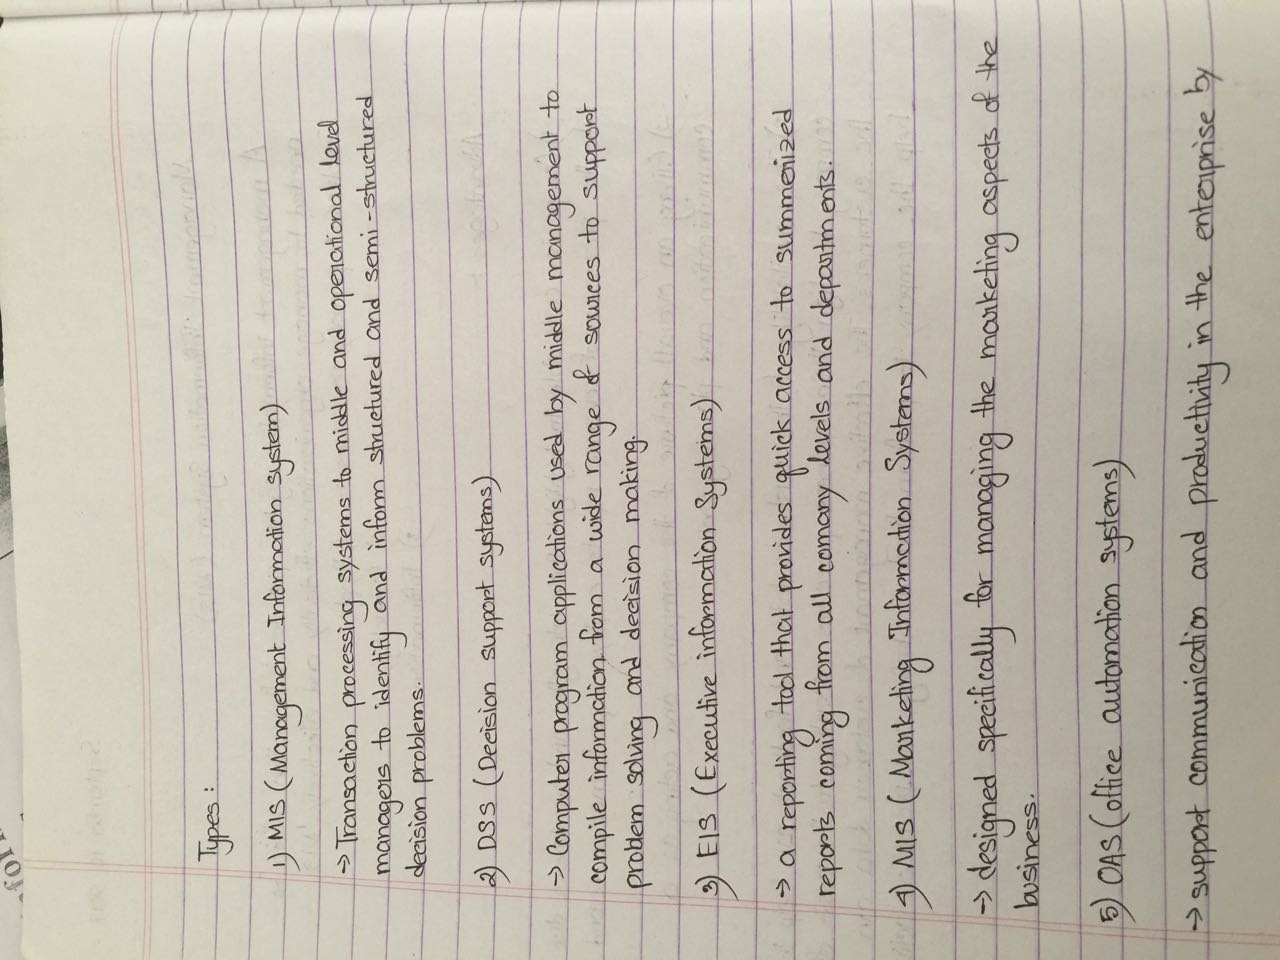 Types :
1) MIS (Management Information system)
→ Transaction processing systems to middle and operational level
managers to identify and inform structured and semi-structured
decision problems.
2) DSS (Decision support systems)
→ Computer program applications used by middle management to
compile information from a wide range of sources to support
problem solving and decision making.
3) EIS (Executive information Systems)
→ a reporting tool that provides quick access to summerized
reports coming from all comany levels and departments.
4) MIS (Marketing Information Systems)
→ designed specifically for managing the marketing aspects of the
business.
5) OAS (office automation systems)
→ support communication and productivity in the enterprise by